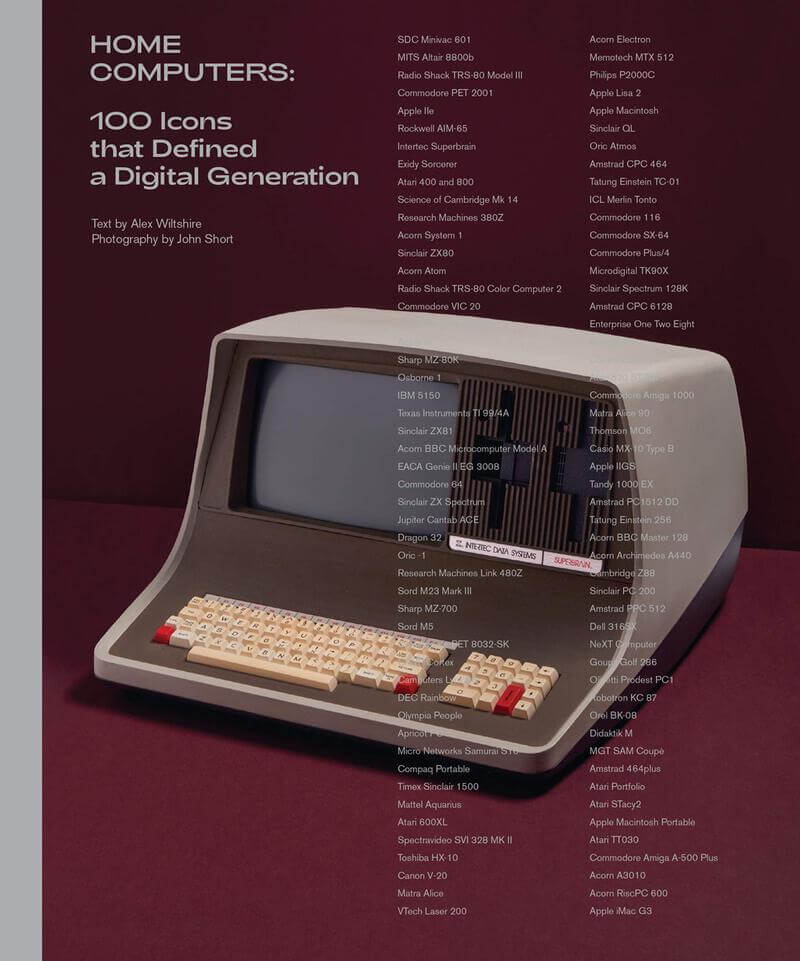 HOME
COMPUTERS:
100 Icons
that Defined
a Digital Generation
Text by Alex Wiltshire
Photography by John Short
SDC Minivac 601
MITS Altair 8800b
Radio Shack TRS-80 Model III
Commodore PET 2001
Apple IIe
Rockwell AIM-65
Intertec Superbrain
Exidy Sorcerer
Atari 400 and 800
Science of Cambridge Mk 14
Research Machines 380Z
Acorn System 1
Sinclair ZX80
Acorn Atom
Radio Shack TRS-80 Color Computer 2
Commodore VIC 20
Sharp MZ-80K
Osborne 1
IBM 5150
Texas Instruments TI 99/4A
Sinclair ZX81
Acorn BBC Microcomputer Model A
EACA Genie II EG 3008
Commodore 64
Sinclair ZX Spectrum
Jupiter Cantab ACE
Dragon 32
Oric -1
Research Machines Link 480Z
Sord M23 Mark III
Sharp MZ-700
Sord M5
PET 8032-SK
Cortex
DEC Rainbow
Olympia People
Apricot
Micro Networks Samurai S16
Compaq Portable
Timex Sinclair 1500
Mattel Aquarius
Atari 600XL
Spectravideo SVI 328 MK II
Toshiba HX-10
Canon V-20
Matra Alice
VTech Laser 200
Acorn Electron
Memotech MTX 512
Philips P2000C
Apple Lisa 2
Apple Macintosh
Sinclair QL
Oric Atmos
Amstrad CPC 464
Tatung Einstein TC-01
ICL Merlin Tonto
Commodore 116
Commodore SX-64
Commodore Plus/4
Microdigital TK90X
Sinclair Spectrum 128K
Amstrad CPC 6128
Enterprise One Two Eight
Commodore Amiga 1000
Matra Alice 90
Thomson MO6
Casio MX-10 Type B
Apple IIGS
Tandy 1000 EX
Amstrad PC1512 DD
Tatung Einstein 256
Acorn BBC Master 128
Acorn Archimedes A440
Cambridge Z88
Sinclair PC 200
Amstrad PPC 512
Dell 316SX
NeXT Computer
Goupil Golf 286
Olivetti Prodest PC1
Robotron KC 87
Orel BK-08
Didaktik M
MGT SAM Coupé
Amstrad 464plus
Atari Portfolio
Atari STacy2
Apple Macintosh Portable
Atari TT030
Commodore Amiga A-500 Plus
Acorn A3010
Acorn RiscPC 600
Apple iMac G3
INTERTEC DATA SYSTEMS
SUPERBRAIN